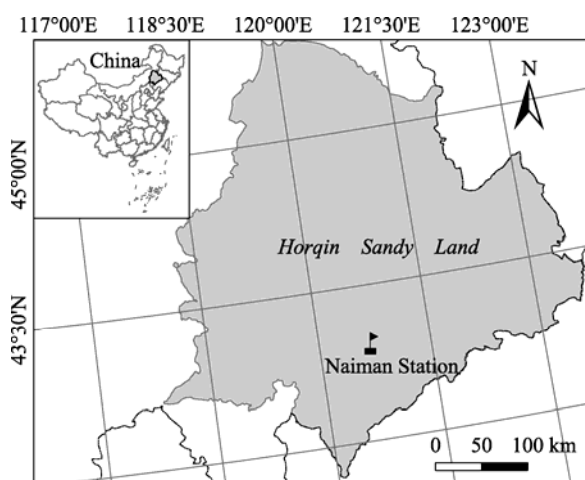 117°00'E 118°30'E 120°00'E 121°30'E 123°00'E
China
N
45°00'N
Horqin Sandy Land
43°30'N
Naiman Station
0 50 100 km